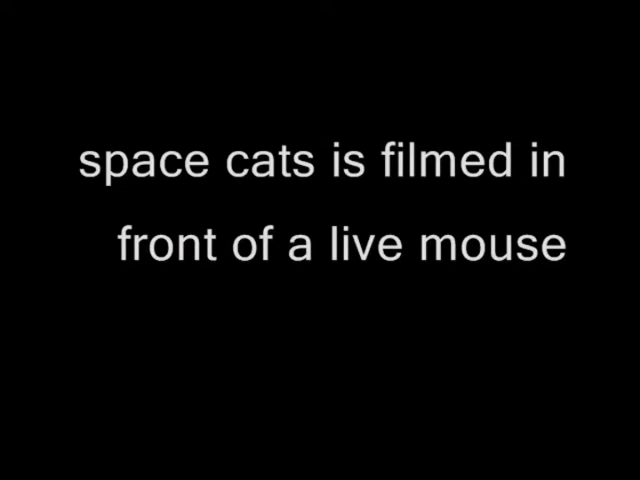 space cats is filmed in
front of a live mouse